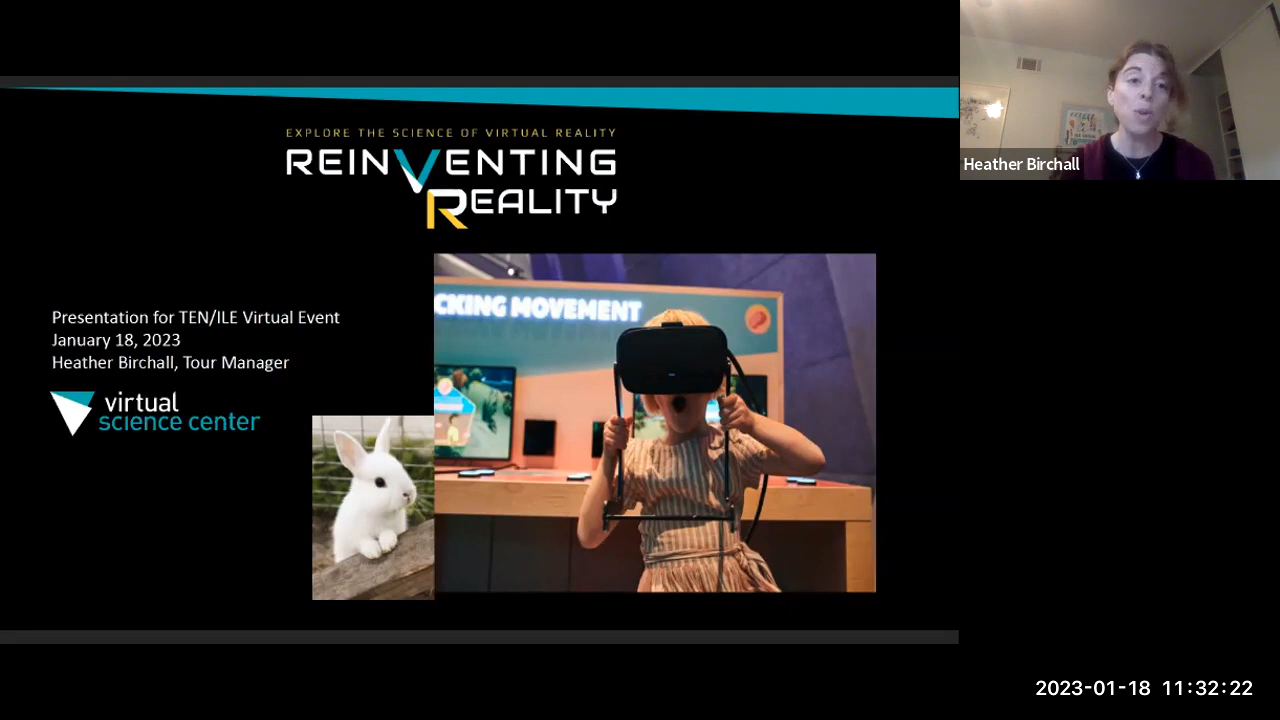 EXPLORE THE SCIENCE OF VIRTUAL REALITY
REINVENTING
REALITY
Heather Birchall
CKING MOVEMENT
Presentation for TEN/ILE Virtual Event
January 18, 2023
Heather Birchall, Tour Manager
virtual
science center
2023-01-18 11:32:22